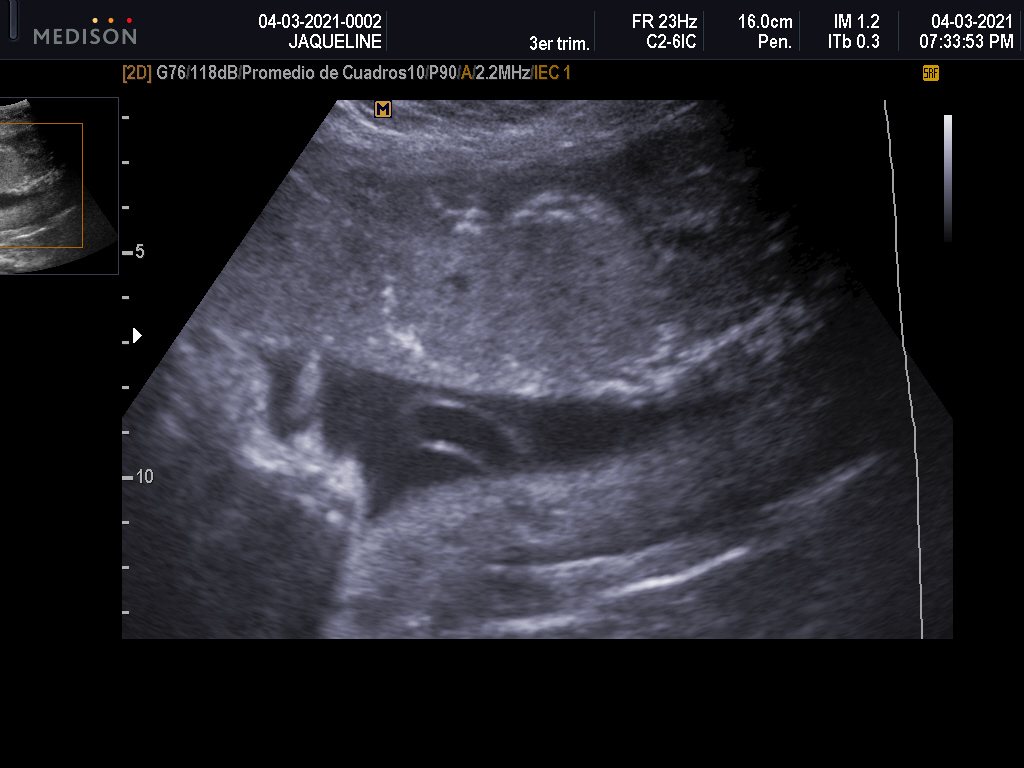 MEDISON
04-03-2021-0002
JAQUELINE
3er trim.
FR 23Hz
C2-6IC
16.0cm
Pen.
IM 1.2
ITb 0.3
04-03-2021
07:33:53 PM
[2D] G76/118dB/Promedio de Cuadros10/P90/A/2.2MHz/IEC 1
SRF
M
5
10